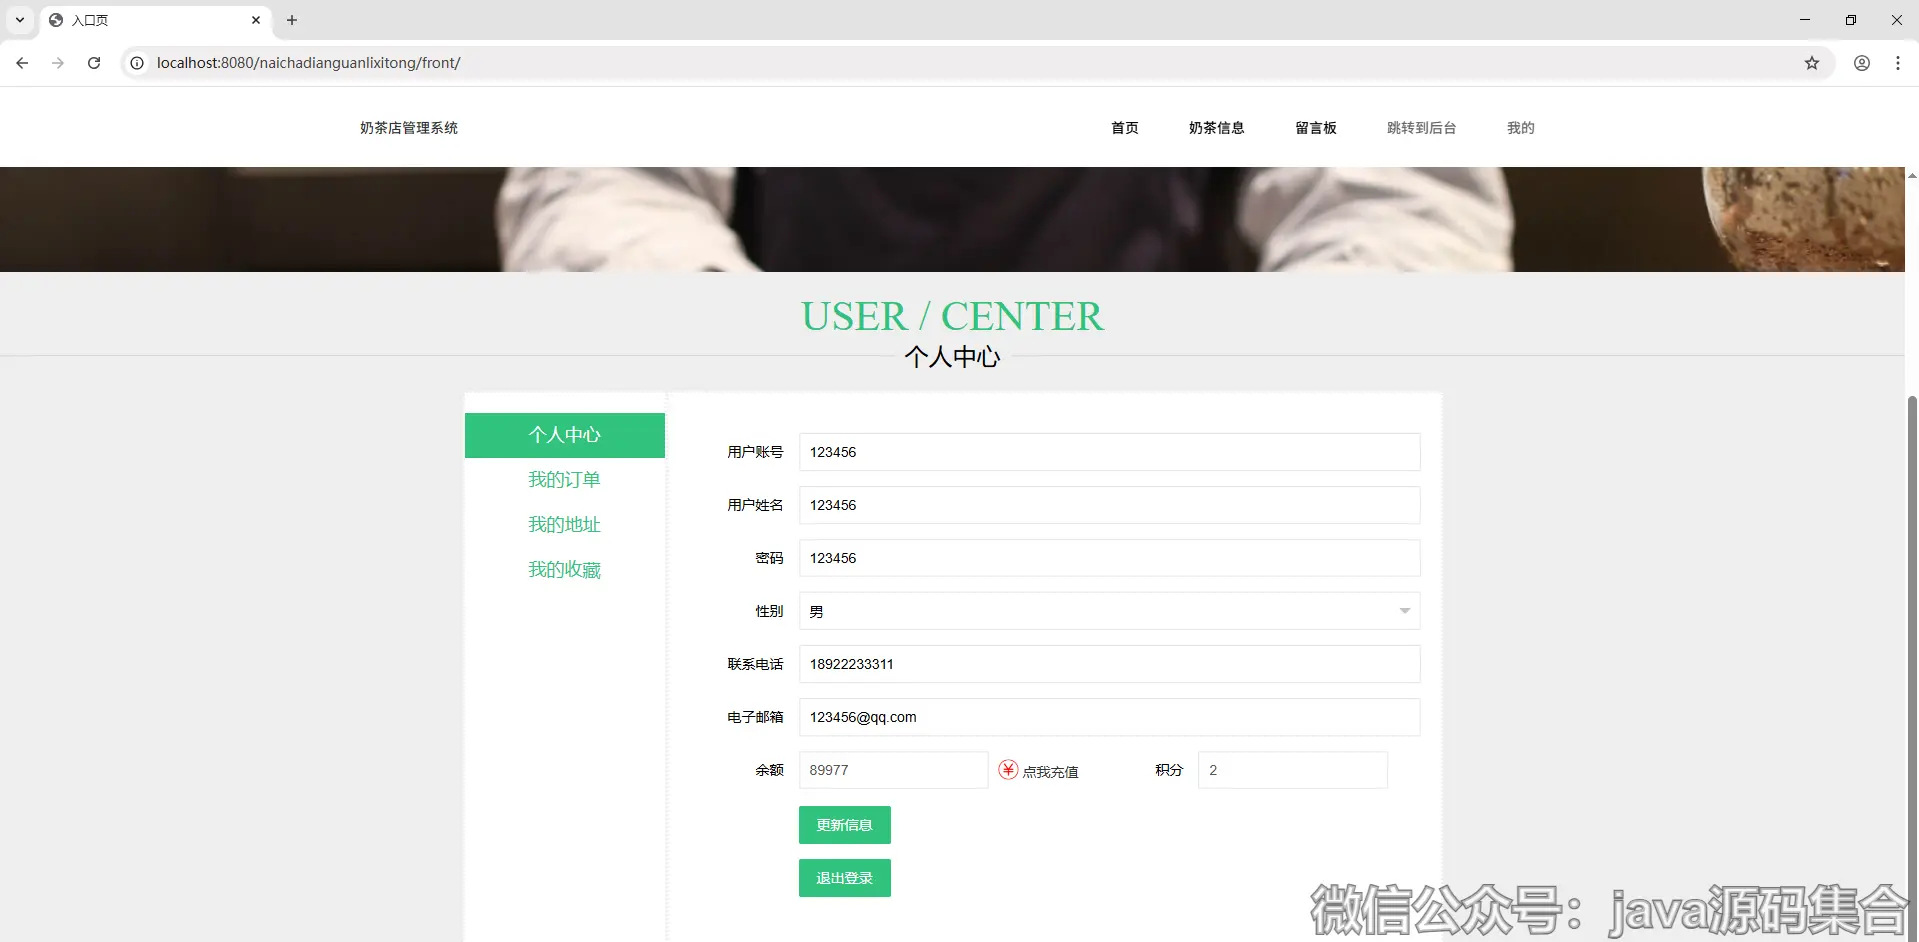 入口页
localhost:8080/naichadianguanlixitong/front/
奶茶店管理系统
首页 奶茶信息 留言板 跳转到后台 我的
USER / CENTER
个人中心
个人中心
我的订单
我的地址
我的收藏
用户账号 123456
用户姓名 123456
密码 123456
性别 男
联系电话 18922233311
电子邮箱 123456@qq.com
余额 89977 点我充值 积分 2
更新信息
退出登录
微信公众号：java源码集合